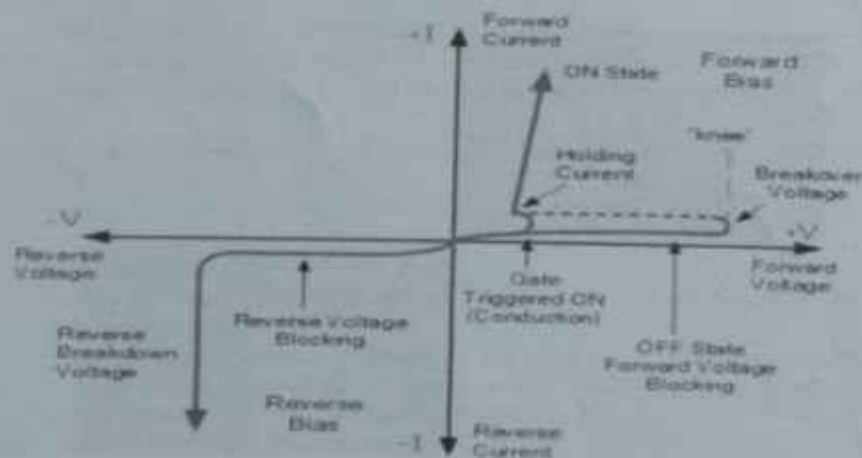 +I
Forward
Current
ON State
Forward
Bias
"knee"
Holding
Current
Breakover
Voltage
-V
+V
Reverse
Voltage
Forward
Voltage
Gate
Triggered ON
(Conduction)
Reverse Voltage
Blocking
Reverse
Breakdown
Voltage
OFF State
Forward Voltage
Blocking
Reverse
Bias
-I
Reverse
Current